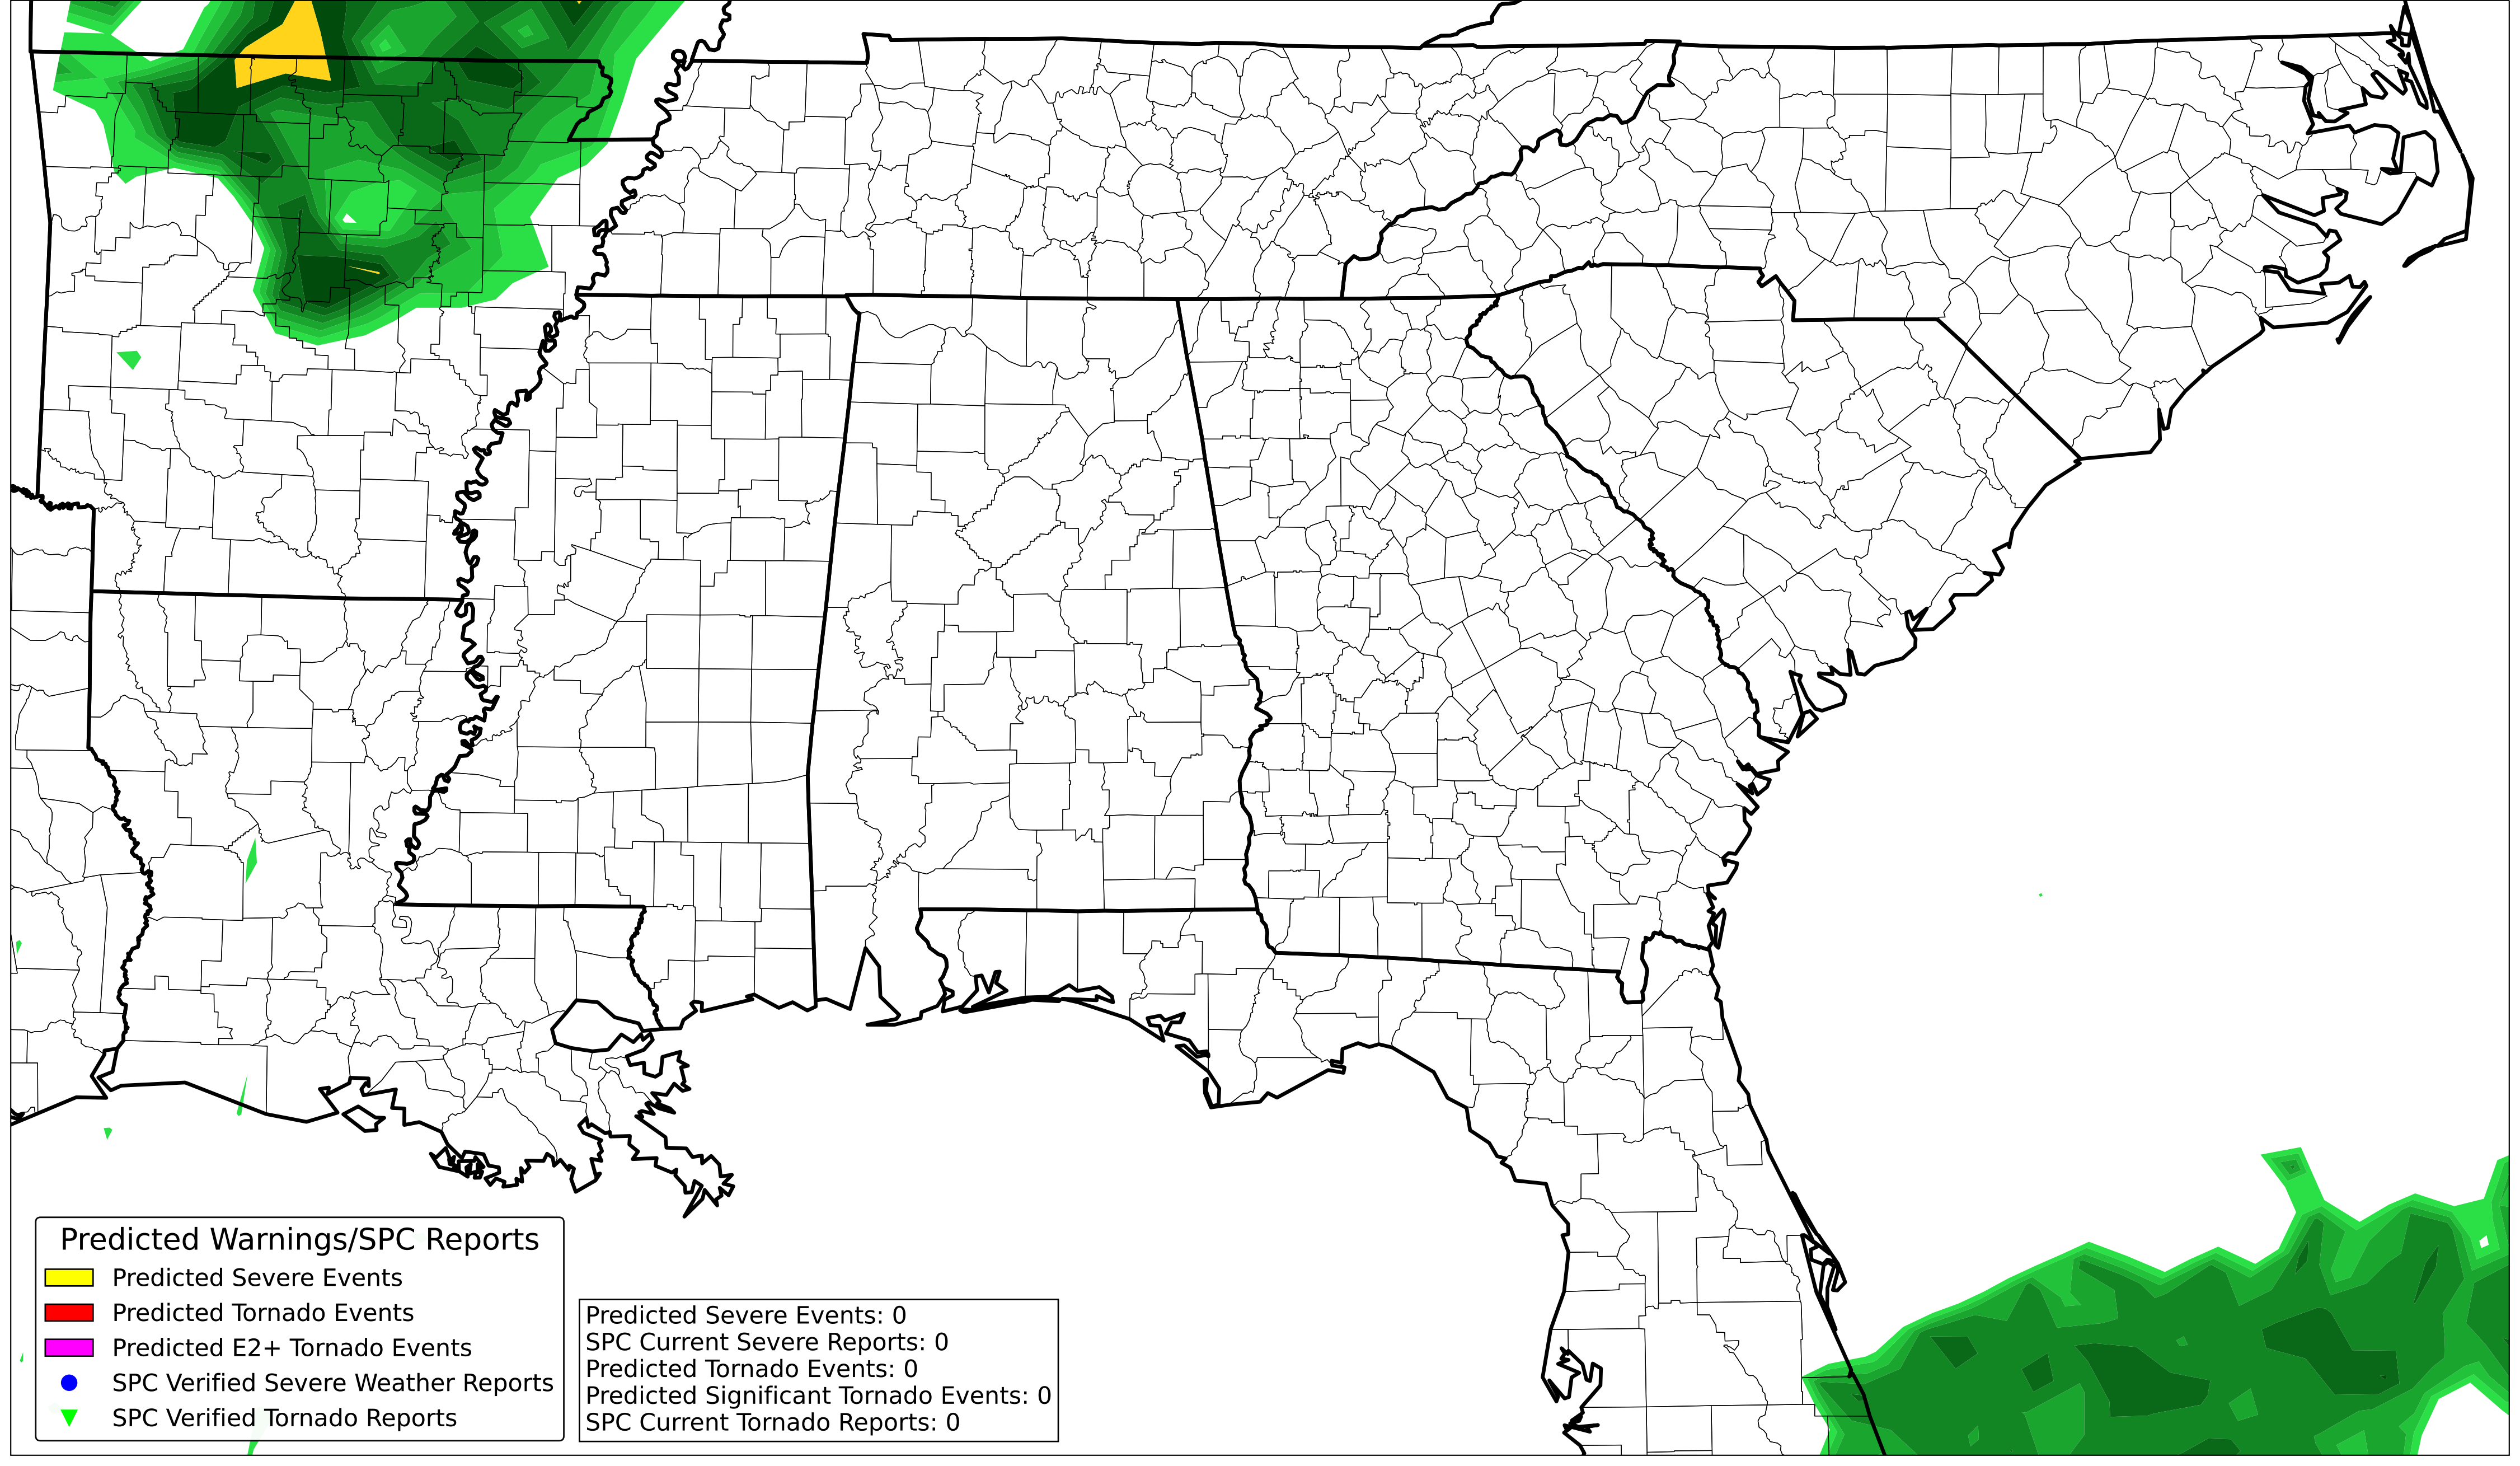 Predicted Warnings/SPC Reports
Predicted Severe Events
Predicted Tornado Events
Predicted E2+ Tornado Events
SPC Verified Severe Weather Reports
SPC Verified Tornado Reports
Predicted Severe Events: 0
SPC Current Severe Reports: 0
Predicted Tornado Events: 0
Predicted Significant Tornado Events: 0
SPC Current Tornado Reports: 0